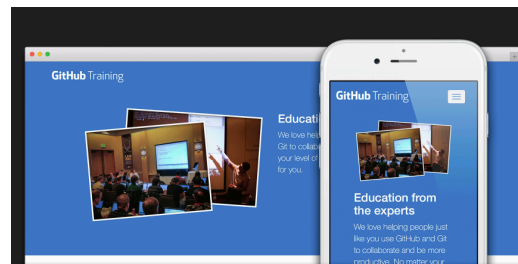 GitHub Training
Educati
We love help
Git to collabo
your level of
for you.
GitHub Training
Education from
the experts
We love helping people just
like you use GitHub and Git
to collaborate and be more
productive. No matter your